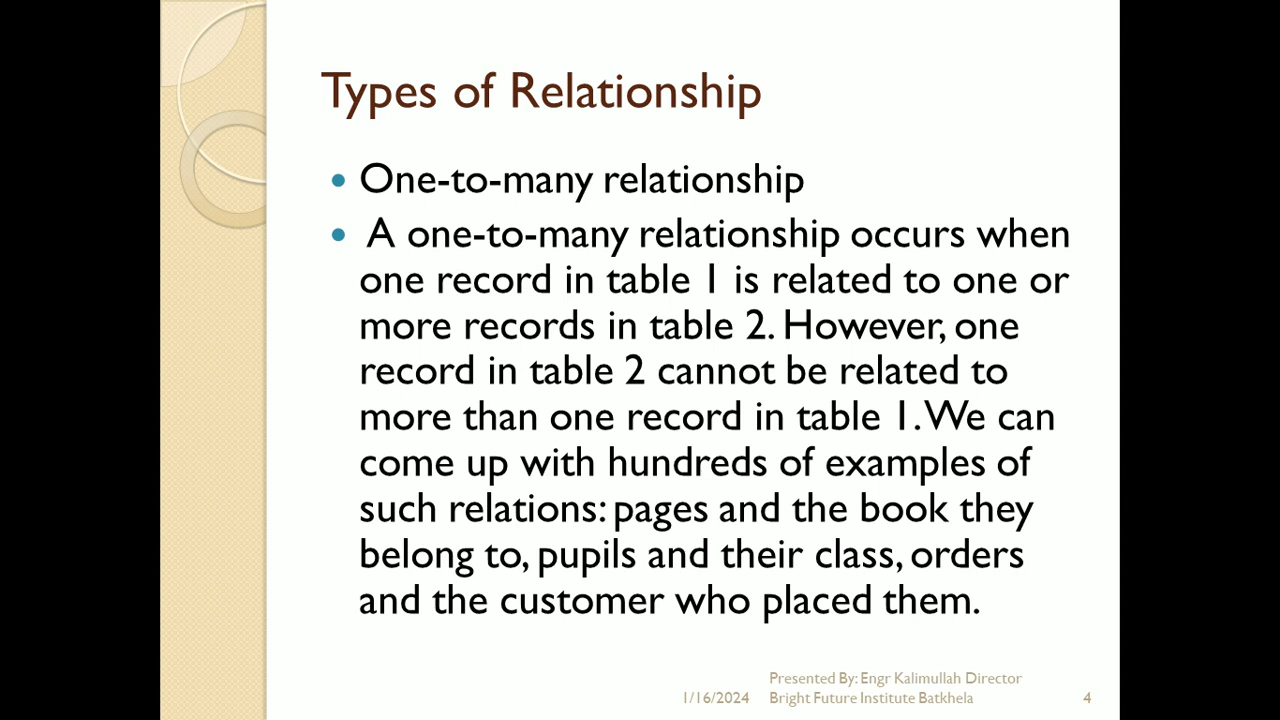 Types of Relationship
• One-to-many relationship
• A one-to-many relationship occurs when
one record in table 1 is related to one or
more records in table 2. However, one
record in table 2 cannot be related to
more than one record in table 1. We can
come up with hundreds of examples of
such relations: pages and the book they
belong to, pupils and their class, orders
and the customer who placed them.
Presented By: Engr Kalimullah Director
1/16/2024 Bright Future Institute Batkhela 4